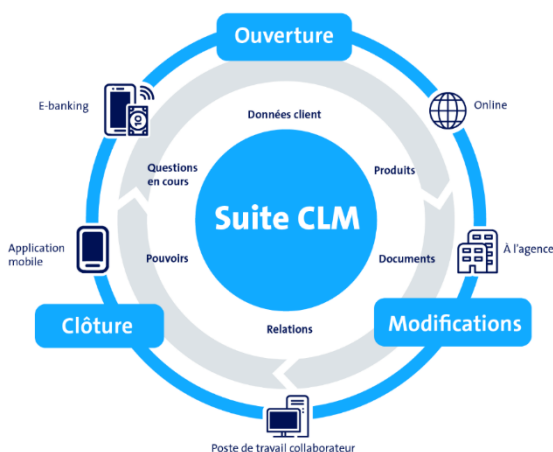 Ouverture
E-banking
Online
Données client
Questions
en cours
Produits
Suite CLM
Application
mobile
Pouvoirs
Documents
À l'agence
Clôture
Relations
Modifications
Poste de travail collaborateur